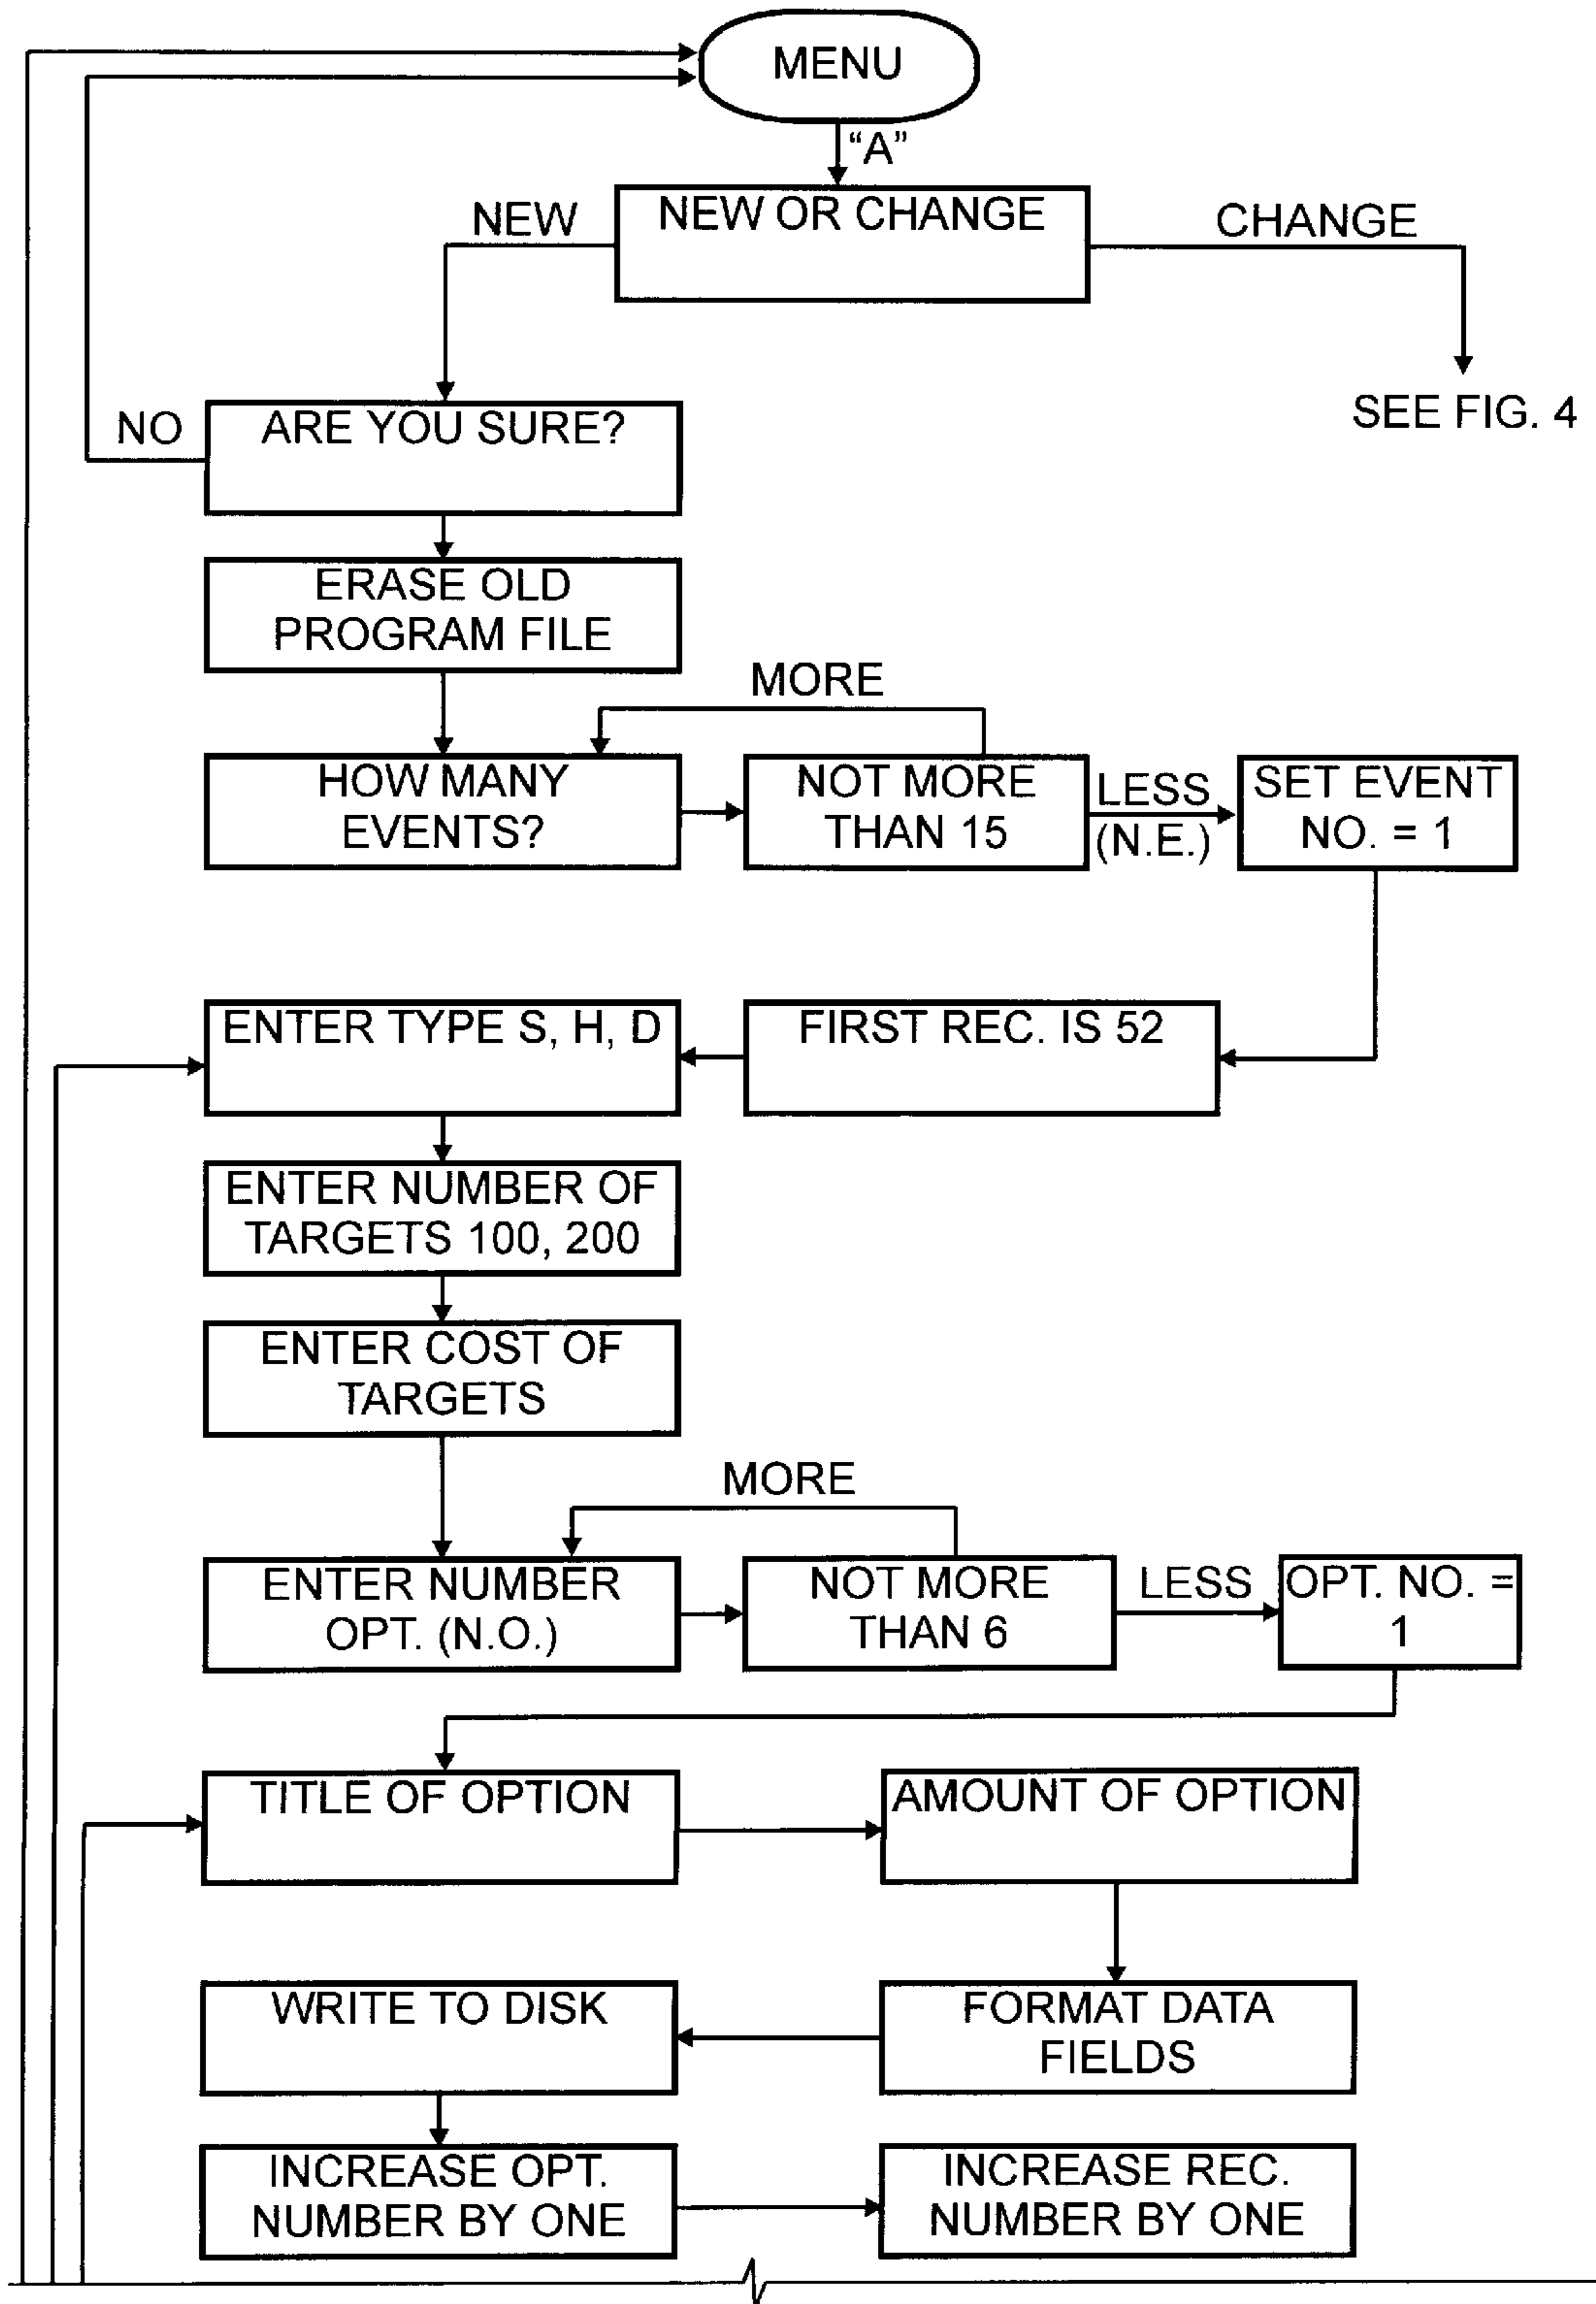 MENU
“A”
NEW OR CHANGE
NEW
CHANGE
SEE FIG. 4
NO
ARE YOU SURE?
ERASE OLD
PROGRAM FILE
MORE
HOW MANY
EVENTS?
NOT MORE
THAN 15
LESS
(N.E.)
SET EVENT
NO. = 1
ENTER TYPE S, H, D
FIRST REC. IS 52
ENTER NUMBER OF
TARGETS 100, 200
ENTER COST OF
TARGETS
MORE
ENTER NUMBER
OPT. (N.O.)
NOT MORE
THAN 6
LESS
OPT. NO. =
1
TITLE OF OPTION
AMOUNT OF OPTION
WRITE TO DISK
FORMAT DATA
FIELDS
INCREASE OPT.
NUMBER BY ONE
INCREASE REC.
NUMBER BY ONE